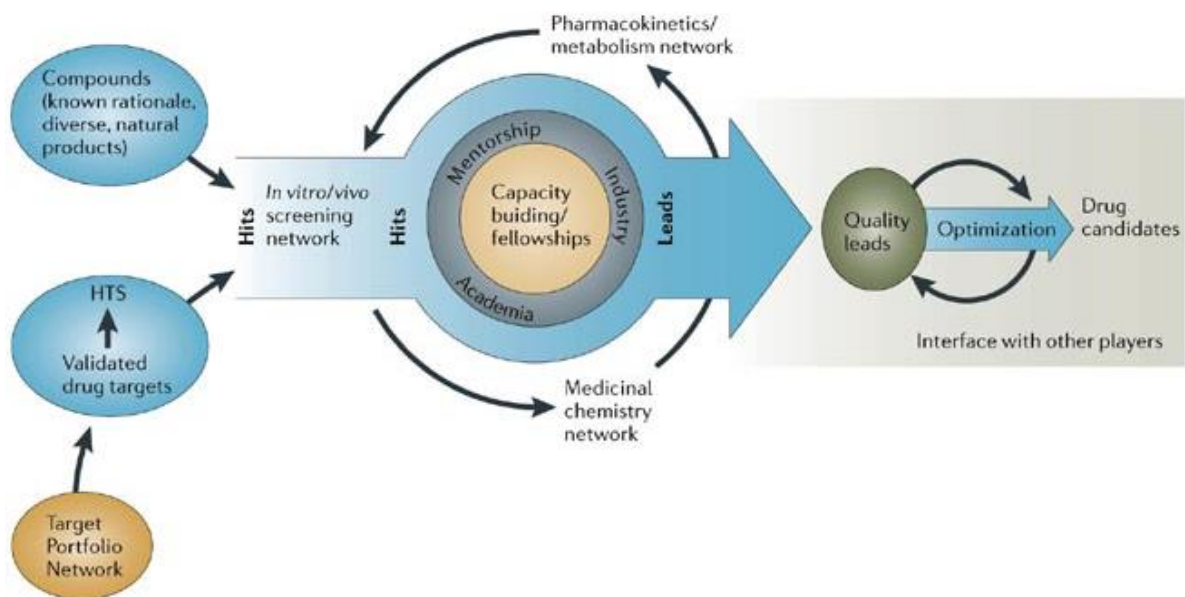 Pharmacokinetics/
metabolism network
Compounds
(known rationale,
diverse, natural
products)
Hits
In vitro/vivo
screening
network
Hits
Mentorship
Industry
Academia
Capacity
buiding/
fellowships
Leads
Quality
leads
Optimization
Drug
candidates
HTS
Validated
drug targets
Interface with other players
Medicinal
chemistry
network
Target
Portfolio
Network